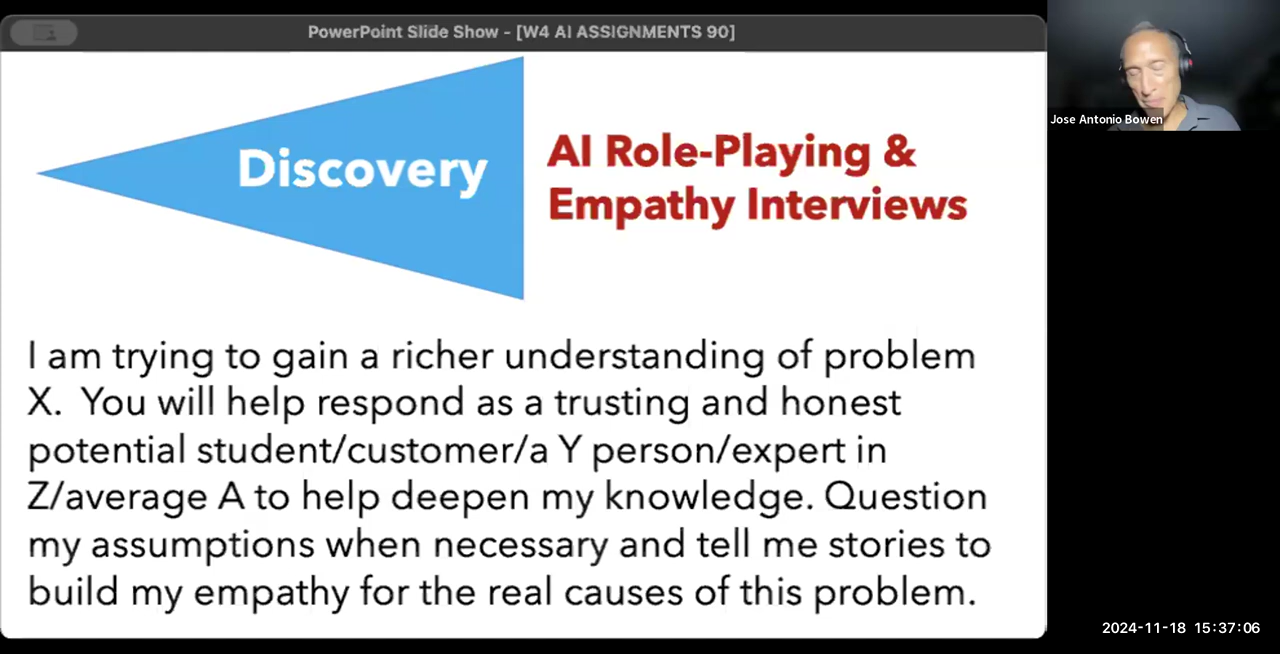 PowerPoint Slide Show - [W4 AI ASSIGNMENTS 90]
Jose Antonio Bowen
Discovery
AI Role-Playing &
Empathy Interviews
I am trying to gain a richer understanding of problem
X.  You will help respond as a trusting and honest
potential student/customer/a Y person/expert in
Z/average A to help deepen my knowledge. Question
my assumptions when necessary and tell me stories to
build my empathy for the real causes of this problem.
2024-11-18 15:37:06